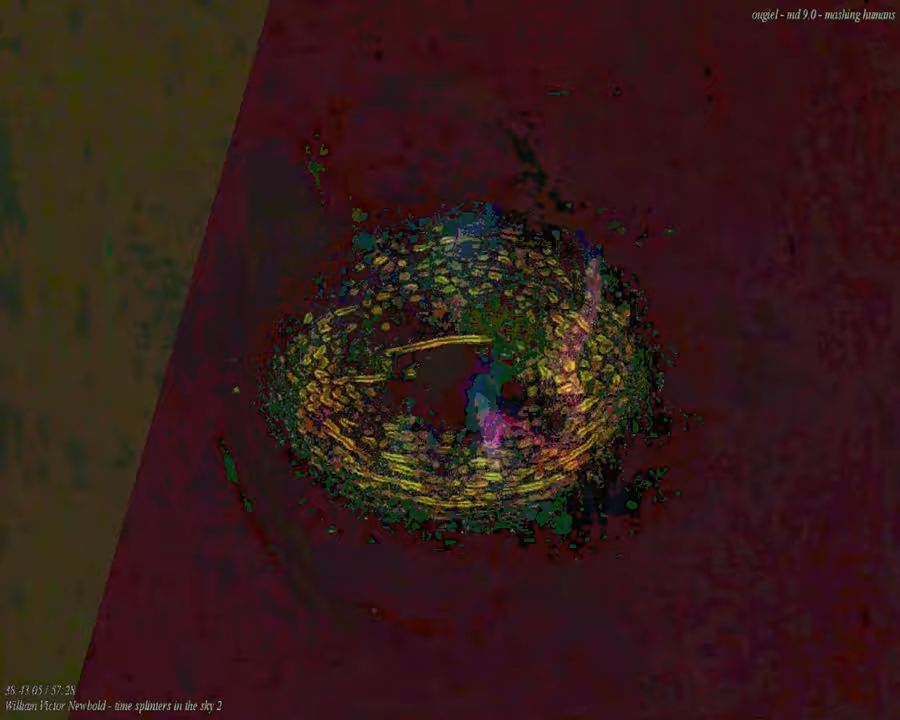 ougiel - md 9.0 - mashing humans
36:43.05 / 57:28
William Victor Newbold - time splinters in the sky 2